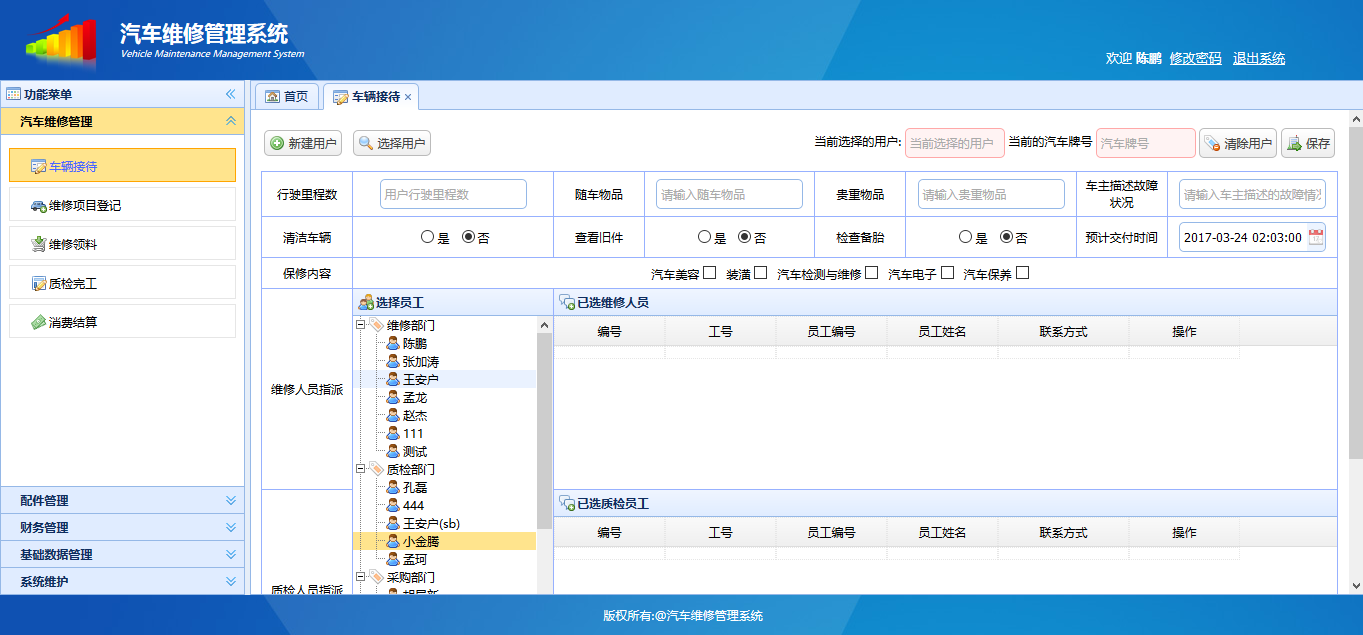 汽车维修管理系统
Vehicle Maintenance Management System
欢迎 陈鹏 修改密码 退出系统
功能菜单
汽车维修管理
车辆接待
维修项目登记
维修领料
质检完工
消费结算
配件管理
财务管理
基础数据管理
系统维护
首页 车辆接待
新建用户 选择用户 当前选择的用户: 当前选择的用户 当前的汽车牌号 汽车牌号 清除用户 保存
行驶里程数 用户行驶里程数 随车物品 请输入随车物品 贵重物品 请输入贵重物品 车主描述故障状况 请输入车主描述的故障情况
清洁车辆 是 否 查看旧件 是 否 检查备胎 是 否 预计交付时间 2017-03-24 02:03:00
保修内容 汽车美容 装潢 汽车检测与维修 汽车电子 汽车保养
维修人员指派
质检人员指派
选择员工
维修部门
陈鹏
张加涛
王安户
孟龙
赵杰
111
测试
质检部门
孔磊
444
王安户(sb)
小金腾
孟珂
采购部门
已选维修人员
编号 工号 员工编号 员工姓名 联系方式 操作
已选质检员工
编号 工号 员工编号 员工姓名 联系方式 操作
版权所有:@汽车维修管理系统